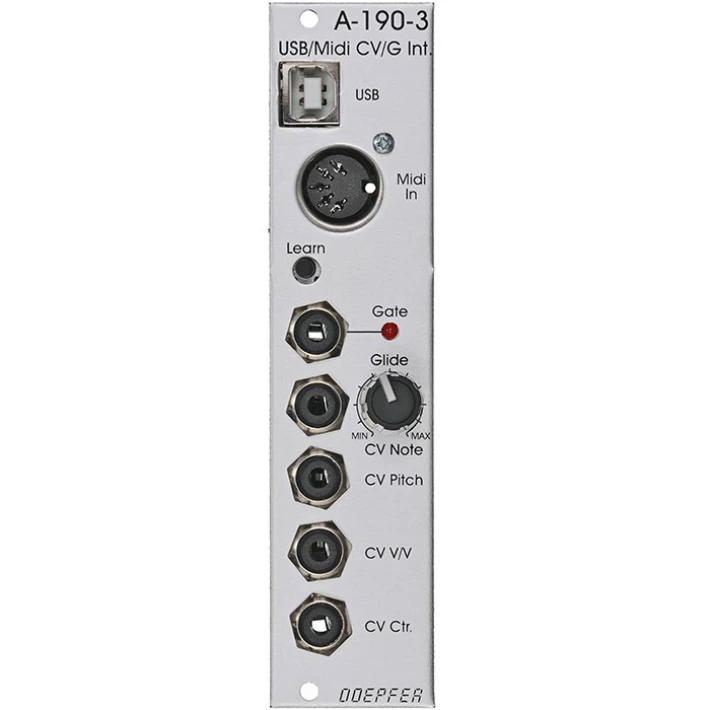 A-190-3
USB/Midi CV/G Int.
USB
Midi
In
Learn
Gate
Glide
MIN
MAX
CV Note
CV Pitch
CV V/V
CV Ctr.
DOEPFER